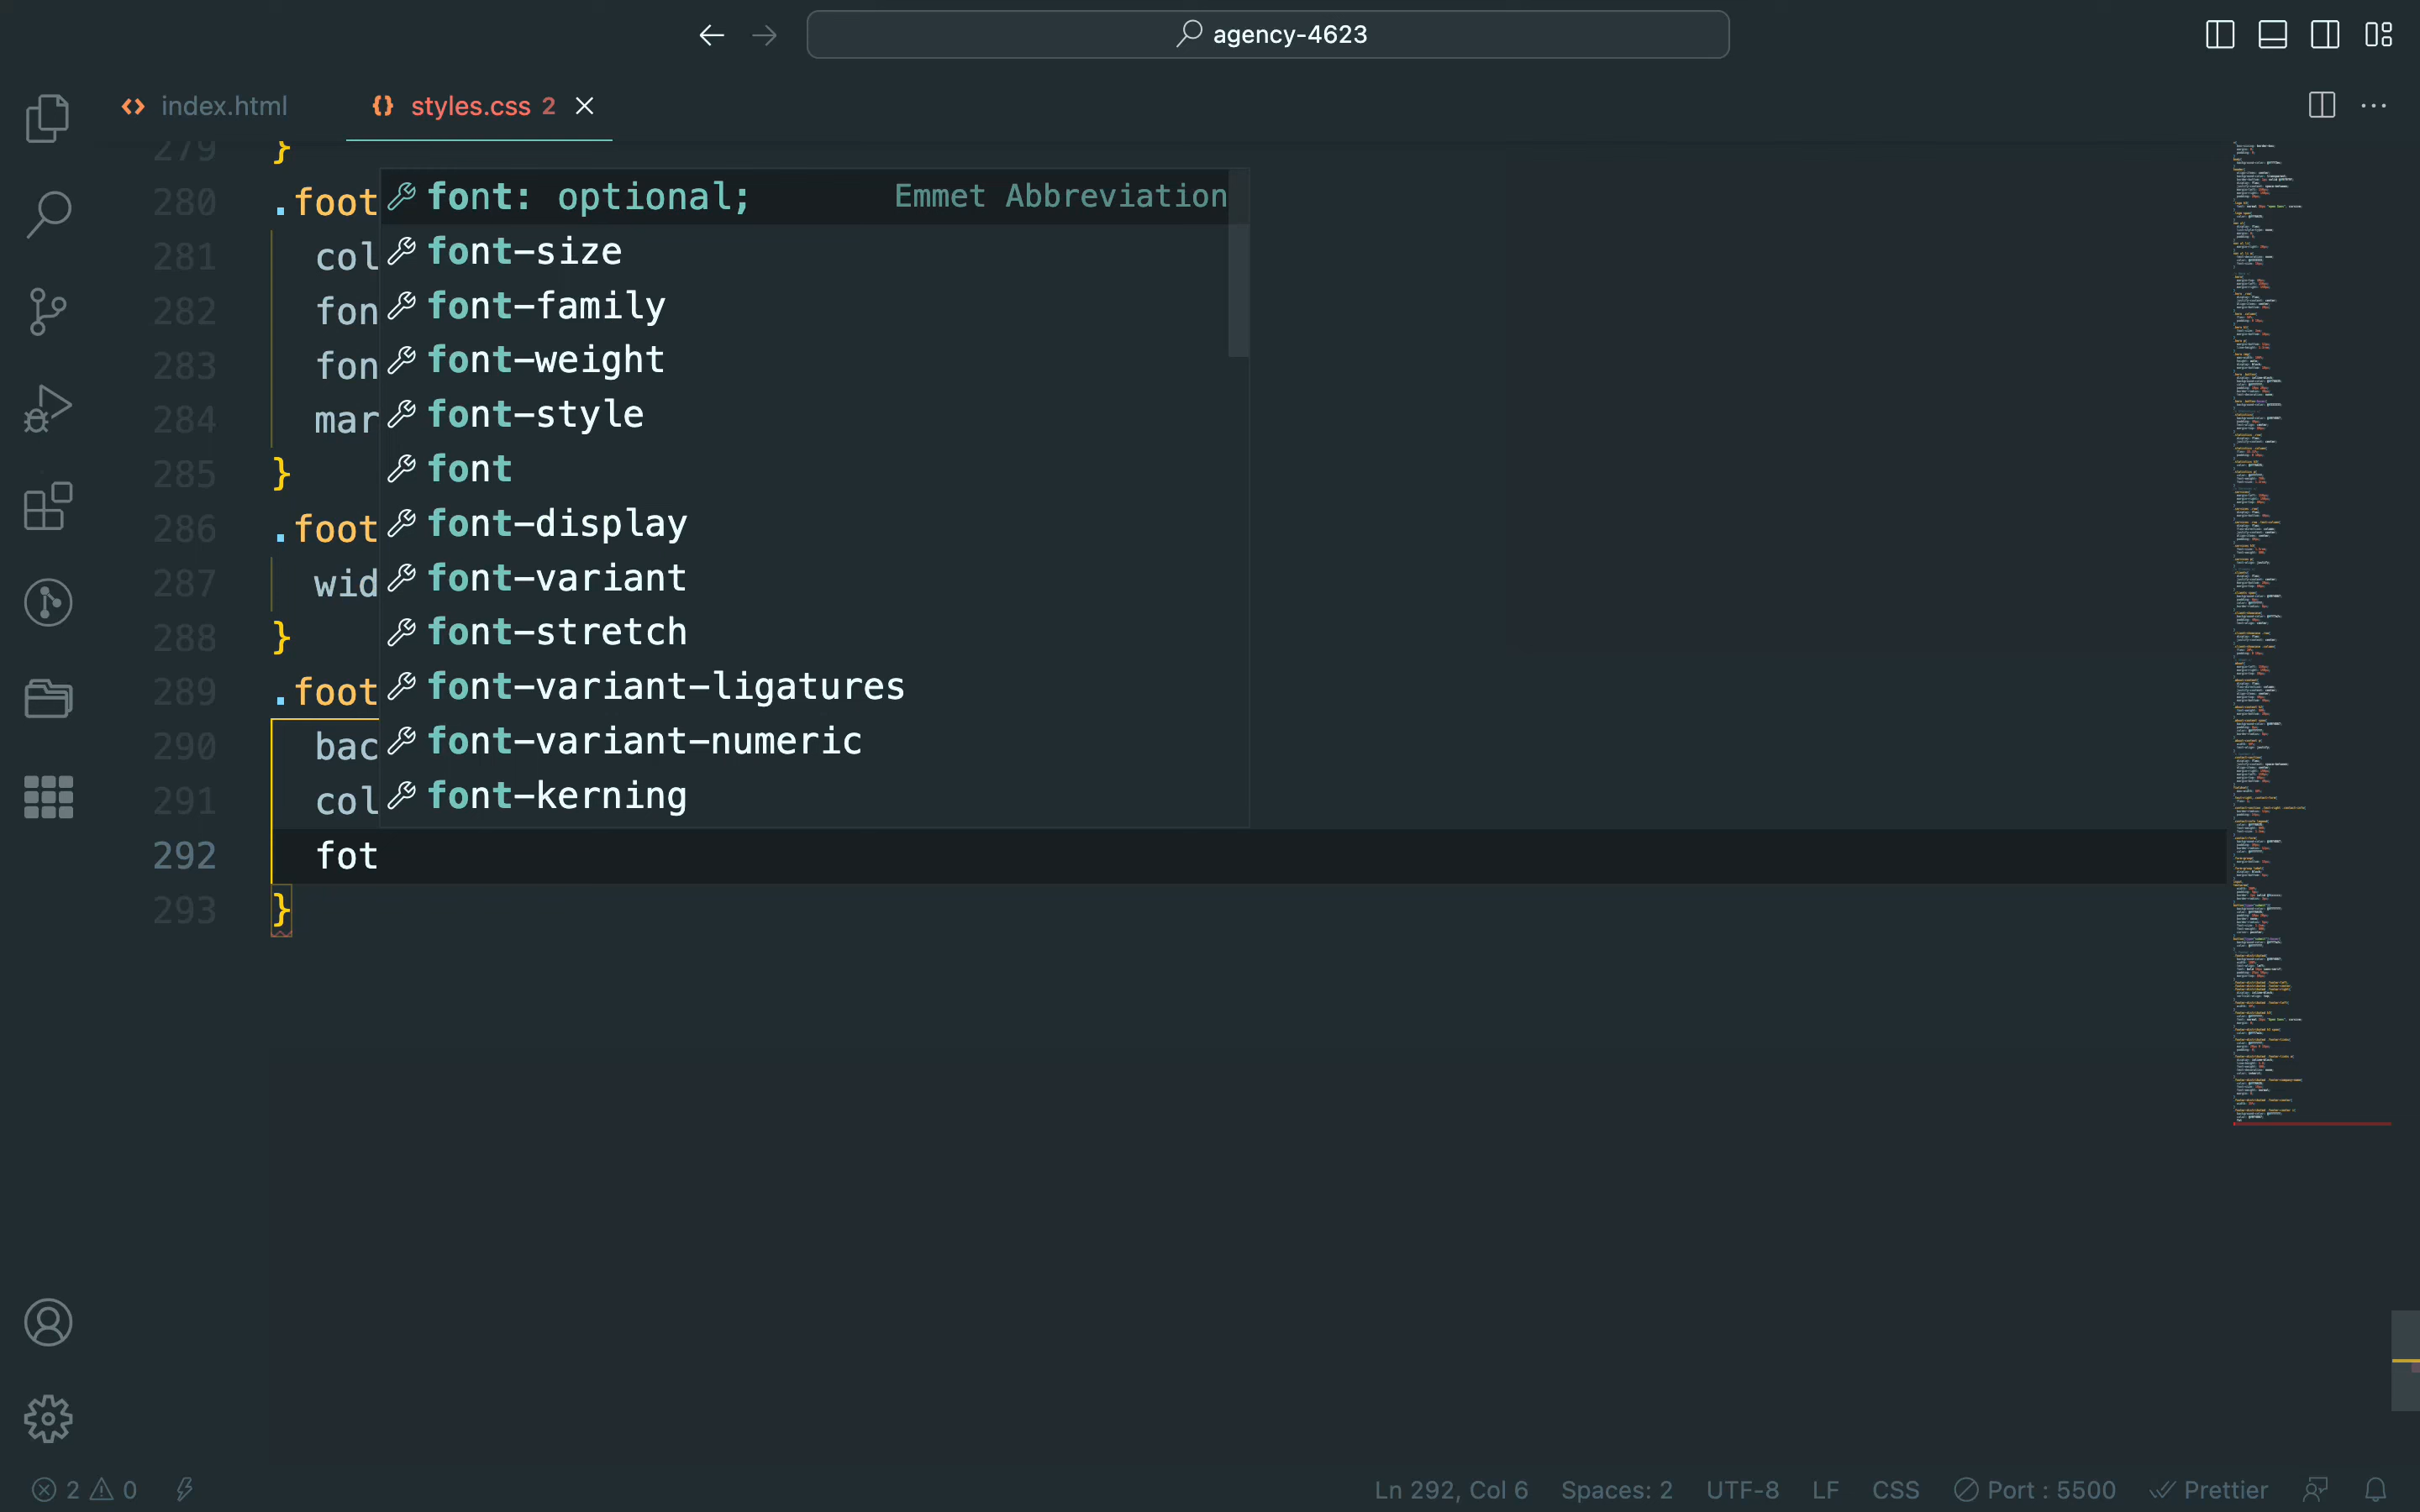 agency-4623
index.html
styles.css 2
279 }
280 .foot
281 col
282 fon
283 fon
284 mar
285 }
286 .foot
287 wid
288 }
289 .foot
290 bac
291 col
292 fot
293 }
font: optional; Emmet Abbreviation
font-size
font-family
font-weight
font-style
font
font-display
font-variant
font-stretch
font-variant-ligatures
font-variant-numeric
font-kerning
2 0
Ln 292, Col 6 Spaces: 2 UTF-8 LF CSS Port : 5500 Prettier